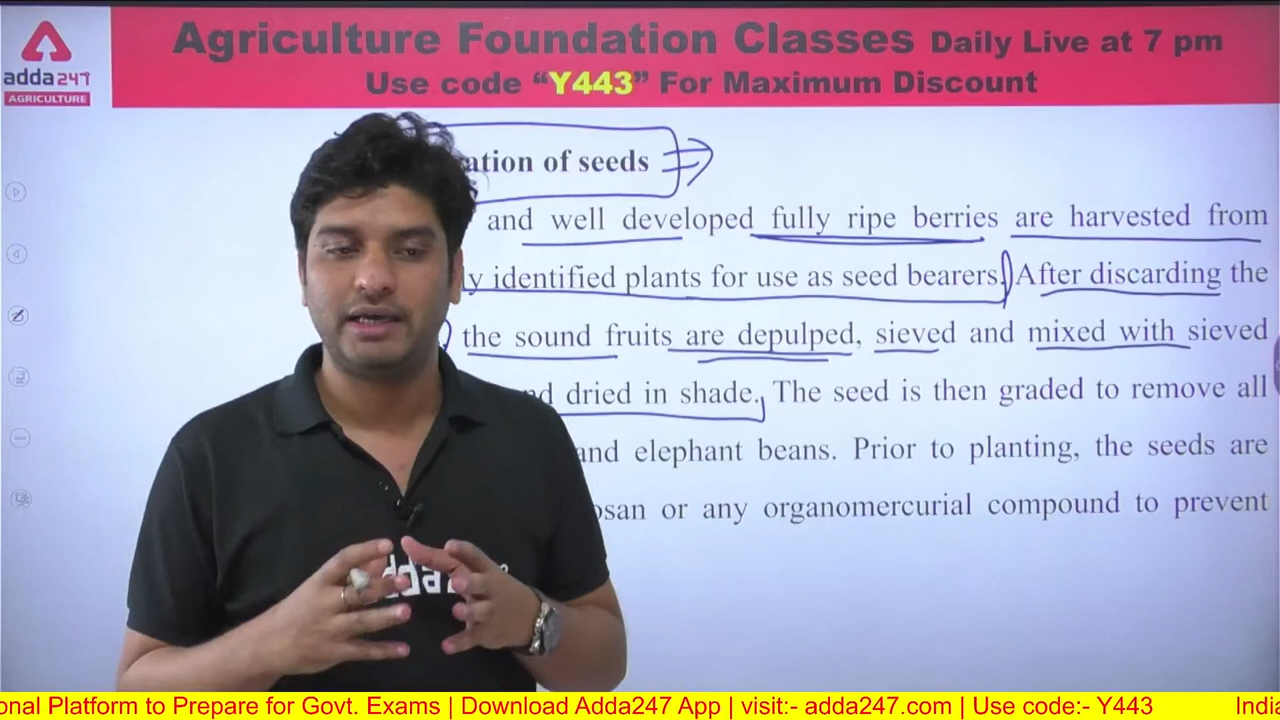 Agriculture Foundation Classes Daily Live at 7 pm
Use code “Y443” For Maximum Discount
adda247
AGRICULTURE
ation of seeds
and well developed fully ripe berries are harvested from
ly identified plants for use as seed bearers. After discarding the
the sound fruits are depulped, sieved and mixed with sieved
nd dried in shade. The seed is then graded to remove all
and elephant beans. Prior to planting, the seeds are
osan or any organomercurial compound to prevent
adda
onal Platform to Prepare for Govt. Exams | Download Adda247 App | visit:- adda247.com | Use code:- Y443 India